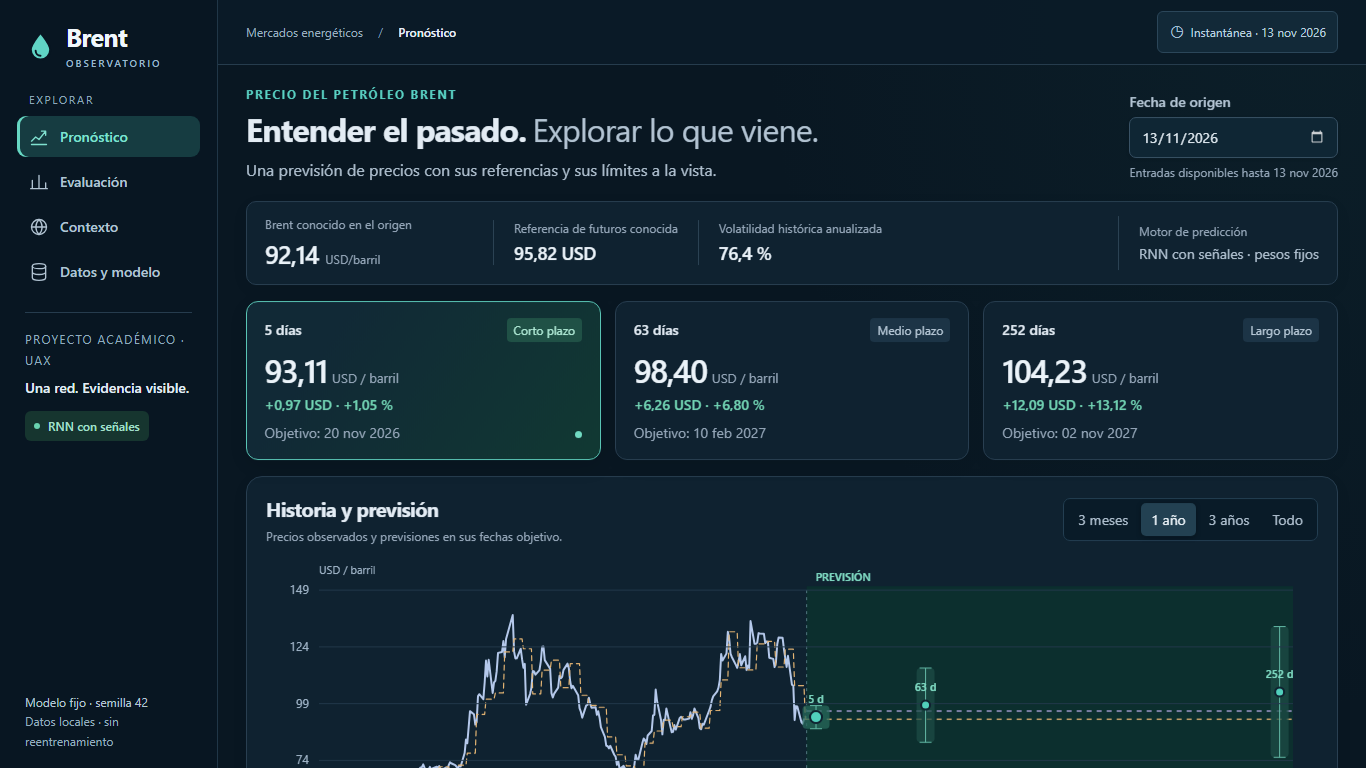 Brent
OBSERVATORIO
EXPLORAR
Pronóstico
Evaluación
Contexto
Datos y modelo
PROYECTO ACADÉMICO ·
UAX
Una red. Evidencia visible.
RNN con señales
Modelo fijo · semilla 42
Datos locales · sin
reentrenamiento
Mercados energéticos / Pronóstico
Instantánea · 13 nov 2026
PRECIO DEL PETRÓLEO BRENT
Entender el pasado. Explorar lo que viene.
Una previsión de precios con sus referencias y sus límites a la vista.
Fecha de origen
13/11/2026
Entradas disponibles hasta 13 nov 2026
Brent conocido en el origen
92,14 USD/barril
Referencia de futuros conocida
95,82 USD
Volatilidad histórica anualizada
76,4 %
Motor de predicción
RNN con señales · pesos fijos
5 días
Corto plazo
93,11 USD / barril
+0,97 USD · +1,05 %
Objetivo: 20 nov 2026
63 días
Medio plazo
98,40 USD / barril
+6,26 USD · +6,80 %
Objetivo: 10 feb 2027
252 días
Largo plazo
104,23 USD / barril
+12,09 USD · +13,12 %
Objetivo: 02 nov 2027
Historia y previsión
Precios observados y previsiones en sus fechas objetivo.
3 meses 1 año 3 años Todo
USD / barril
PREVISIÓN
149
124
99
74
5 d
63 d
252 d